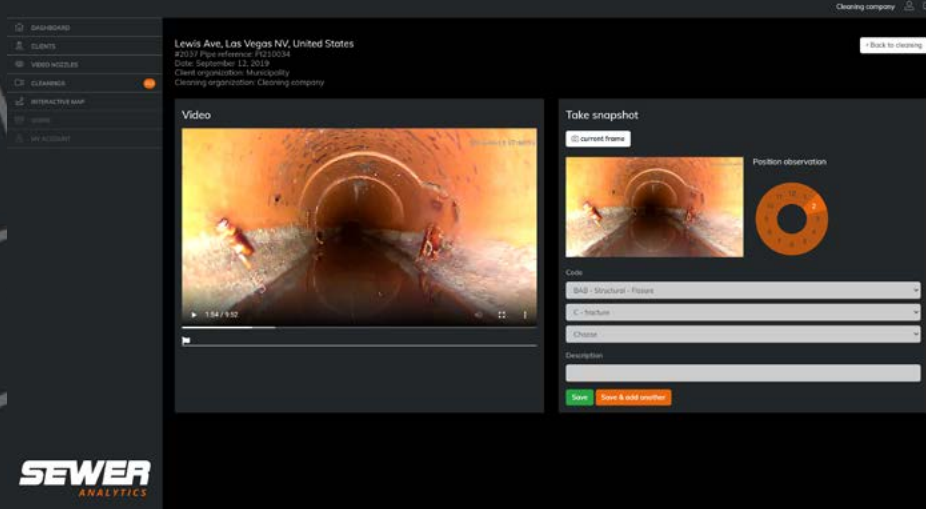 Cleaning company
DASHBOARD
CLIENTS
VIDEO NOZZLES
CLEANINGS
INTERACTIVE MAP
USERS
MY ACCOUNT
Lewis Ave, Las Vegas NV, United States
#2037 Pipe reference: PI210034
Date: September 12, 2019
Client organization: Municipality
Cleaning organization: Cleaning company
< Back to cleaning
Video
1:54 / 9:52
Take snapshot
current frame
Position observation
2
Code
BAB - Structural - Fissure
C - fracture
Choose
Description
Save
Save & add another
SEWER
ANALYTICS